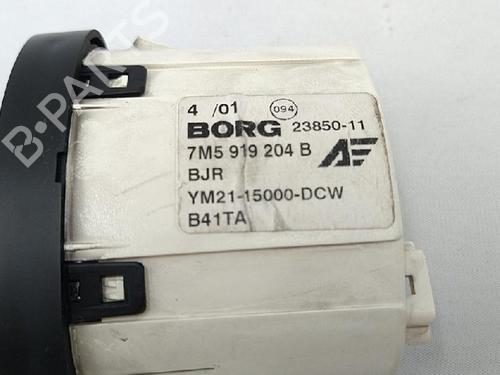 B-PARTS
4 /01 094
BORG 23850-11
7M5 919 204 B
BJR
YM21-15000-DCW
B41TA